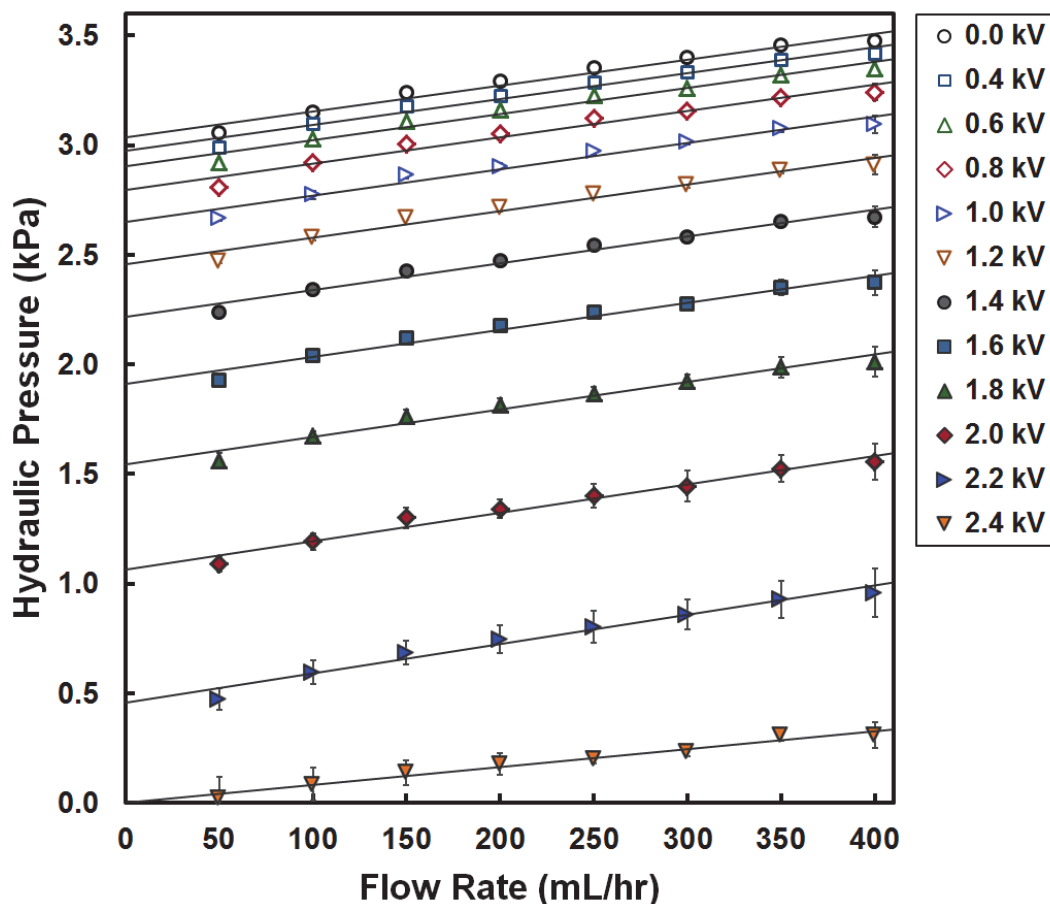 3.5
3.0
2.5
2.0
1.5
1.0
0.5
0.0
Hydraulic Pressure (kPa)
0 50 100 150 200 250 300 350 400
Flow Rate (mL/hr)
0.0 kV
0.4 kV
0.6 kV
0.8 kV
1.0 kV
1.2 kV
1.4 kV
1.6 kV
1.8 kV
2.0 kV
2.2 kV
2.4 kV